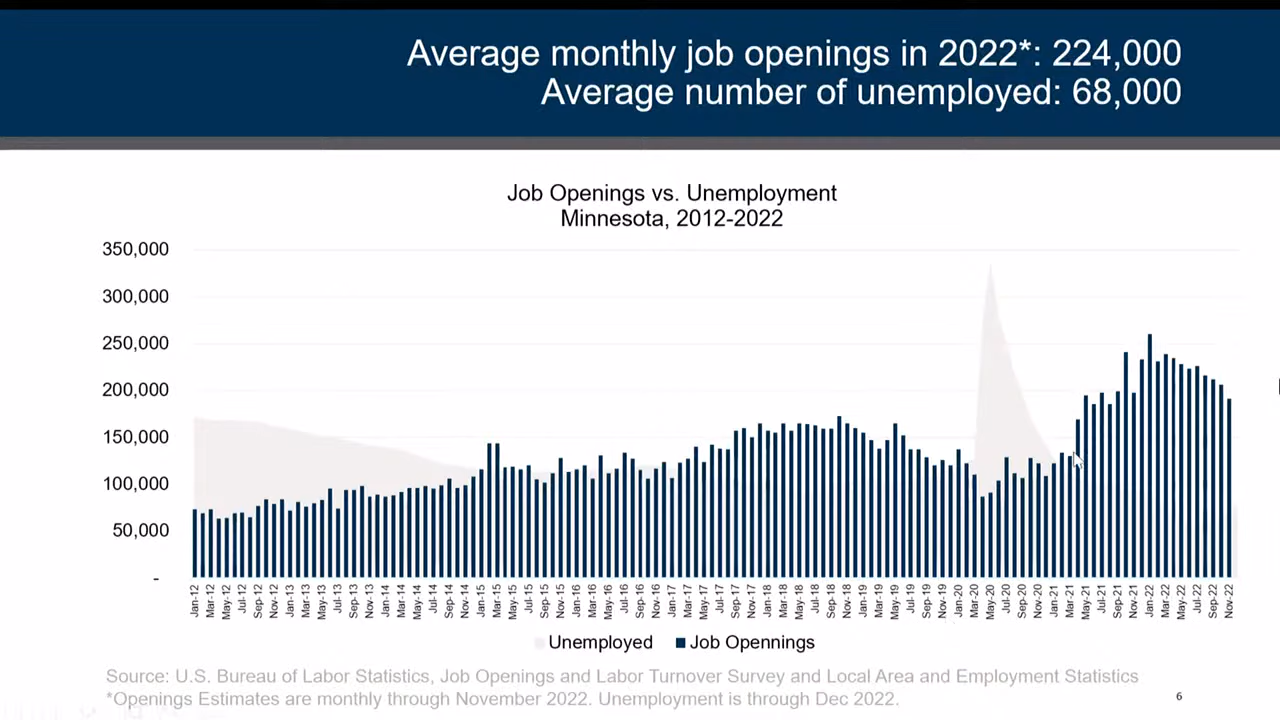 Average monthly job openings in 2022*: 224,000
Average number of unemployed: 68,000
Job Openings vs. Unemployment
Minnesota, 2012-2022
350,000
300,000
250,000
200,000
150,000
100,000
50,000
-
Jan-12 Mar-12 May-12 Jul-12 Sep-12 Nov-12 Jan-13 Mar-13 May-13 Jul-13 Sep-13 Nov-13 Jan-14 Mar-14 May-14 Jul-14 Sep-14 Nov-14 Jan-15 Mar-15 May-15 Jul-15 Sep-15 Nov-15 Jan-16 Mar-16 May-16 Jul-16 Sep-16 Nov-16 Jan-17 Mar-17 May-17 Jul-17 Sep-17 Nov-17 Jan-18 Mar-18 May-18 Jul-18 Sep-18 Nov-18 Jan-19 Mar-19 May-19 Jul-19 Sep-19 Nov-19 Jan-20 Mar-20 May-20 Jul-20 Sep-20 Nov-20 Jan-21 Mar-21 May-21 Jul-21 Sep-21 Nov-21 Jan-22 Mar-22 May-22 Jul-22 Sep-22 Nov-22
Unemployed Job Opennings
Source: U.S. Bureau of Labor Statistics, Job Openings and Labor Turnover Survey and Local Area and Employment Statistics
*Openings Estimates are monthly through November 2022. Unemployment is through Dec 2022.
6